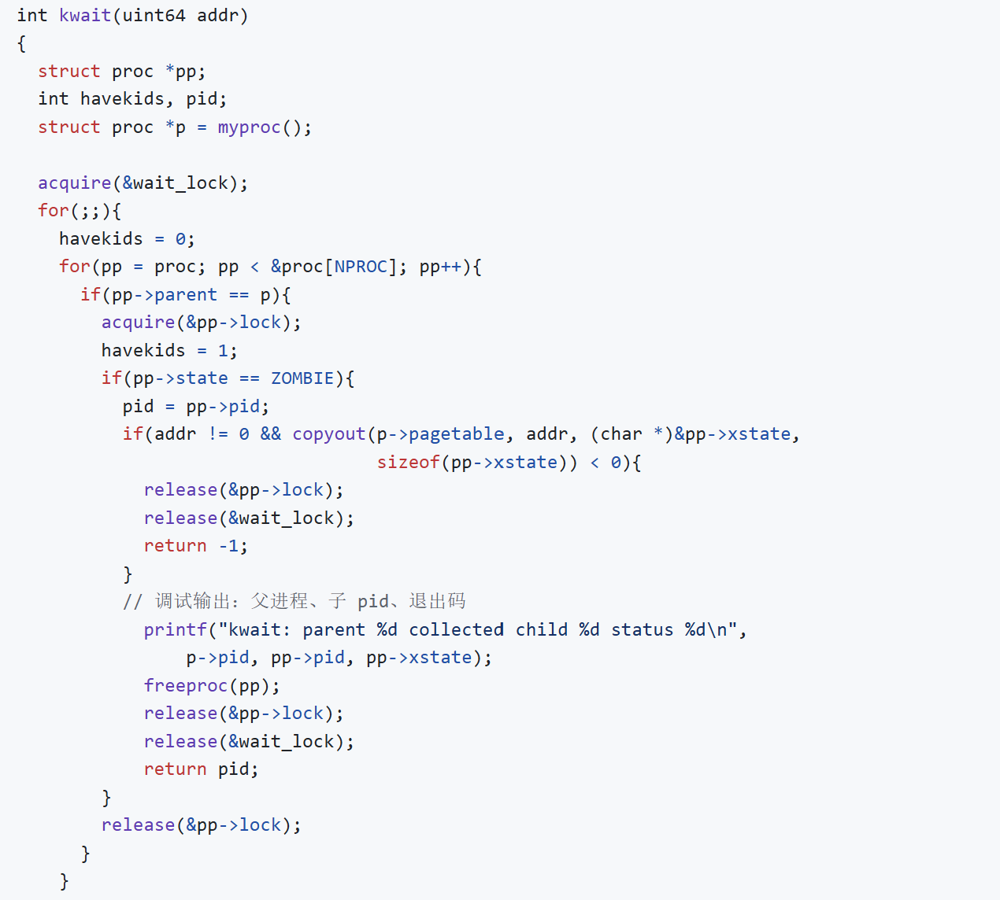 int kwait(uint64 addr)
{
  struct proc *pp;
  int havekids, pid;
  struct proc *p = myproc();

  acquire(&wait_lock);
  for(;;){
    havekids = 0;
    for(pp = proc; pp < &proc[NPROC]; pp++){
      if(pp->parent == p){
        acquire(&pp->lock);
        havekids = 1;
        if(pp->state == ZOMBIE){
          pid = pp->pid;
          if(addr != 0 && copyout(p->pagetable, addr, (char *)&pp->xstate,
                                  sizeof(pp->xstate)) < 0){
            release(&pp->lock);
            release(&wait_lock);
            return -1;
          }
          // 调试输出：父进程、子 pid、退出码
            printf("kwait: parent %d collected child %d status %d\n",
                p->pid, pp->pid, pp->xstate);
            freeproc(pp);
            release(&pp->lock);
            release(&wait_lock);
            return pid;
        }
        release(&pp->lock);
      }
    }